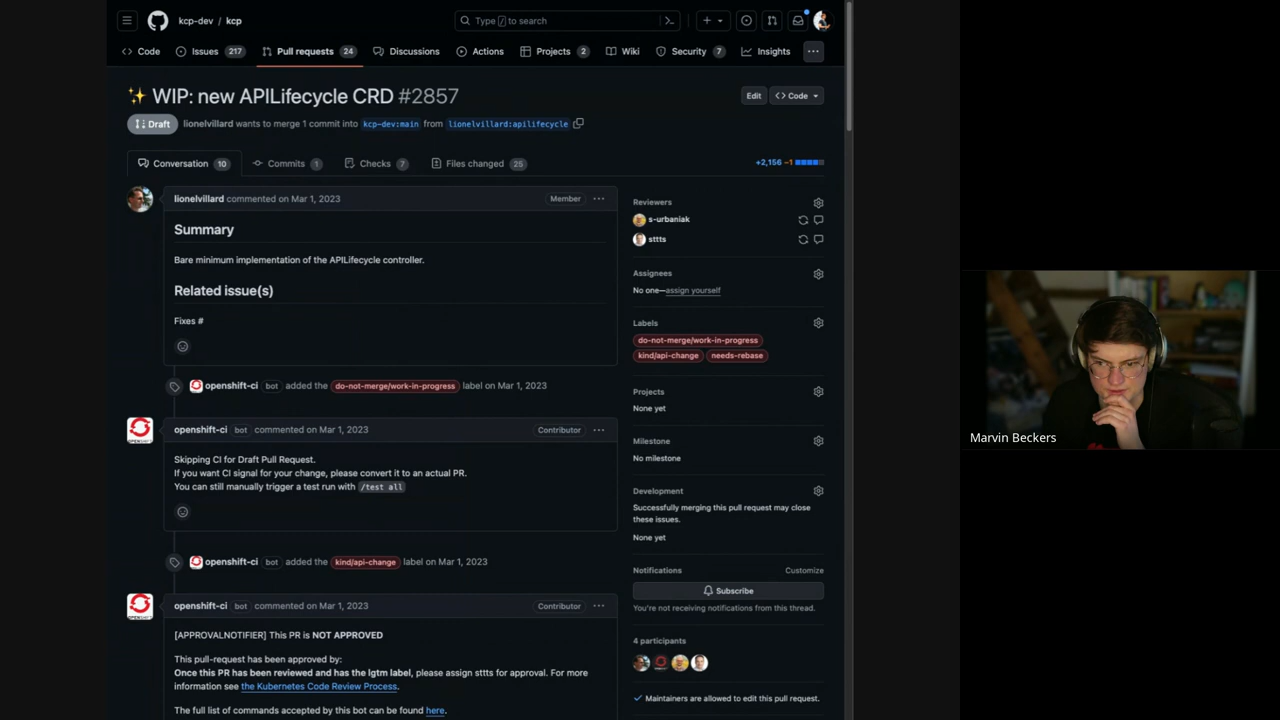 kcp-dev / kcp
Type / to search
Code
Issues 217
Pull requests 24
Discussions
Actions
Projects 2
Wiki
Security 7
Insights
✨ WIP: new APILifecycle CRD #2857
Edit
<> Code
Draft
lionelvillard wants to merge 1 commit into kcp-dev:main from lionelvillard:apilifecycle
Conversation 10
Commits 1
Checks 7
Files changed 25
+2,156 −1
lionelvillard commented on Mar 1, 2023
Member
Summary
Bare minimum implementation of the APILifecycle controller.
Related issue(s)
Fixes #
openshift-ci bot added the do-not-merge/work-in-progress label on Mar 1, 2023
openshift-ci bot commented on Mar 1, 2023
Contributor
Skipping CI for Draft Pull Request.
If you want CI signal for your change, please convert it to an actual PR.
You can still manually trigger a test run with /test all
openshift-ci bot added the kind/api-change label on Mar 1, 2023
openshift-ci bot commented on Mar 1, 2023
Contributor
[APPROVALNOTIFIER] This PR is NOT APPROVED
This pull-request has been approved by:
Once this PR has been reviewed and has the lgtm label, please assign sttts for approval. For more
information see the Kubernetes Code Review Process.
The full list of commands accepted by this bot can be found here.
Reviewers
s-urbaniak
sttts
Assignees
No one—assign yourself
Labels
do-not-merge/work-in-progress
kind/api-change needs-rebase
Projects
None yet
Milestone
No milestone
Development
Successfully merging this pull request may close
these issues.
None yet
Notifications
Customize
Subscribe
You're not receiving notifications from this thread.
4 participants
Maintainers are allowed to edit this pull request.
Marvin Beckers